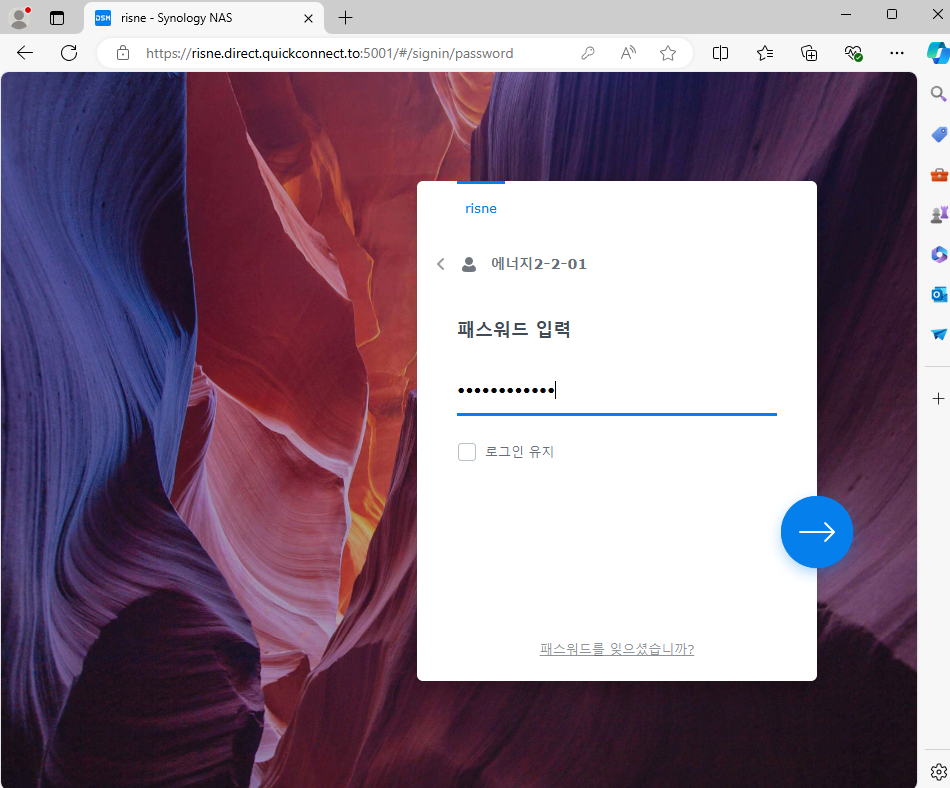 risne - Synology NAS
https://risne.direct.quickconnect.to:5001/#/signin/password
risne
에너지2-2-01
패스워드 입력
로그인 유지
패스워드를 잊으셨습니까?
DSM